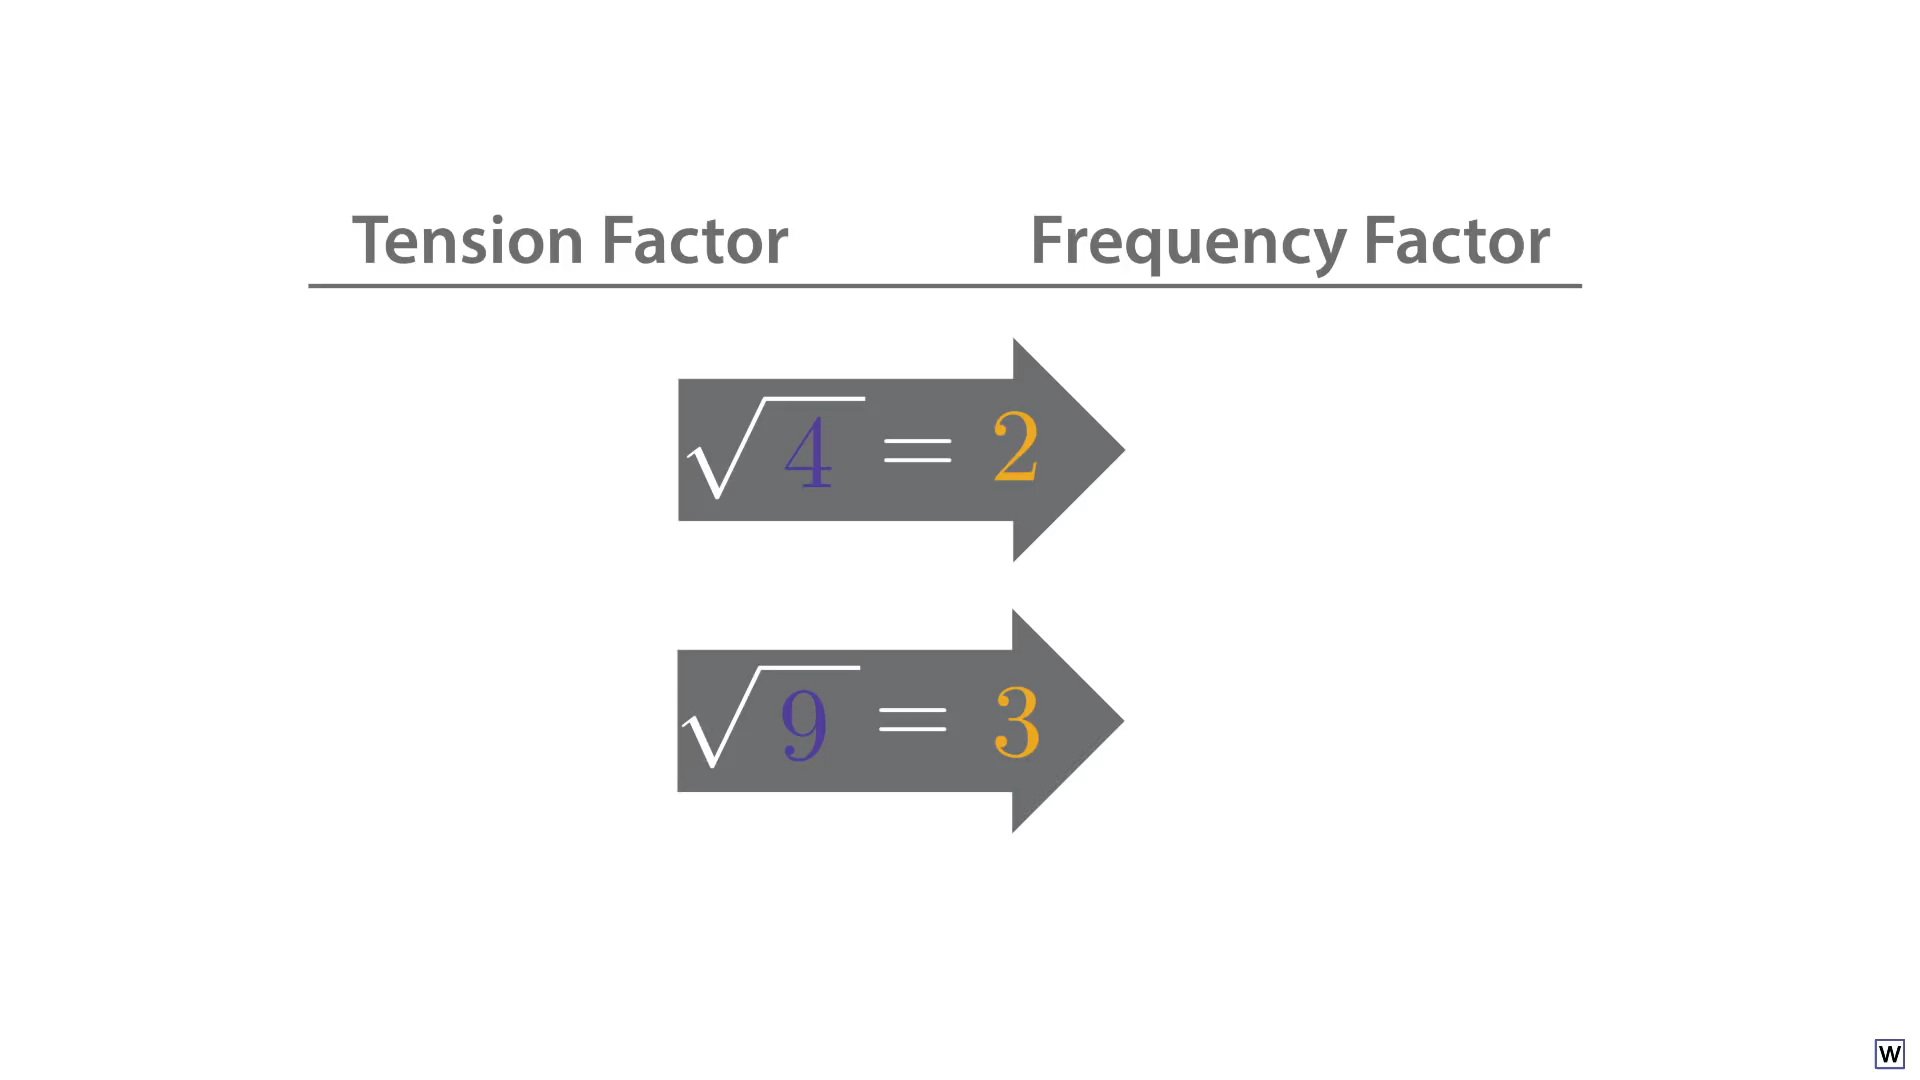 Tension Factor Frequency Factor
√4 = 2
√9 = 3
W